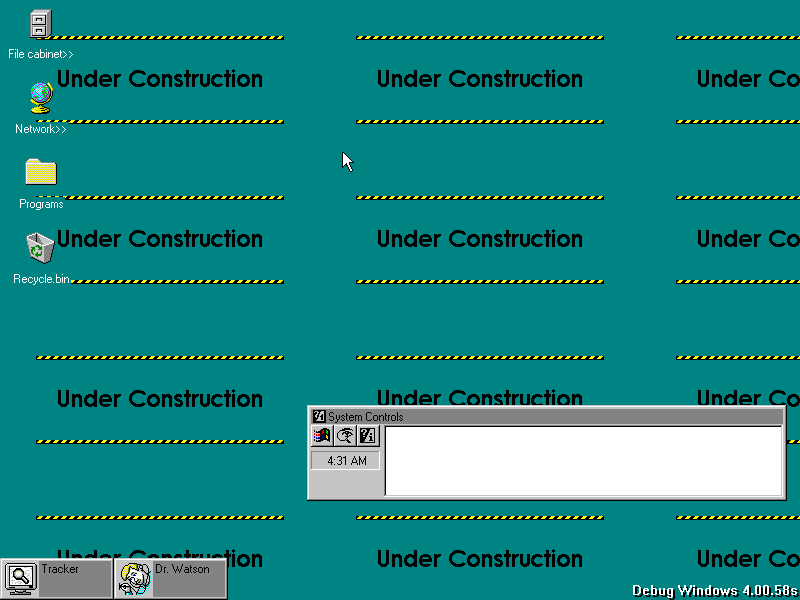 File cabinet>>
Under Construction
Under Construction
Under Co
Network>>
Programs
Under Construction
Under Construction
Under Co
Recycle.bin
Under Construction
Under Construction
Under Co
System Controls
4:31 AM
Under Construction
Under Construction
Under Co
Tracker
Dr. Watson
Debug Windows 4.00.58s